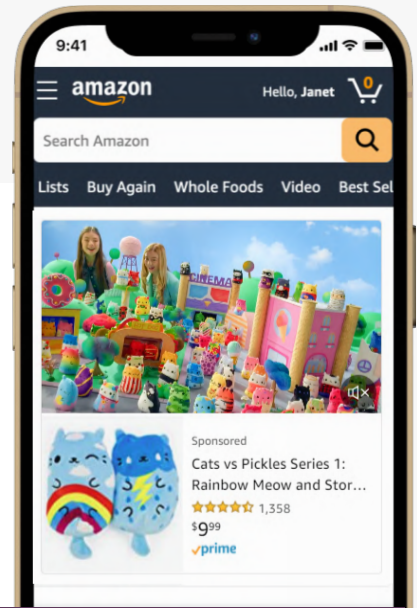 9:41
amazon
Hello, Janet
0
Search Amazon
Lists Buy Again Whole Foods Video Best Sel
CINEMA
Sponsored
Cats vs Pickles Series 1:
Rainbow Meow and Stor...
1,358
$9.99
prime